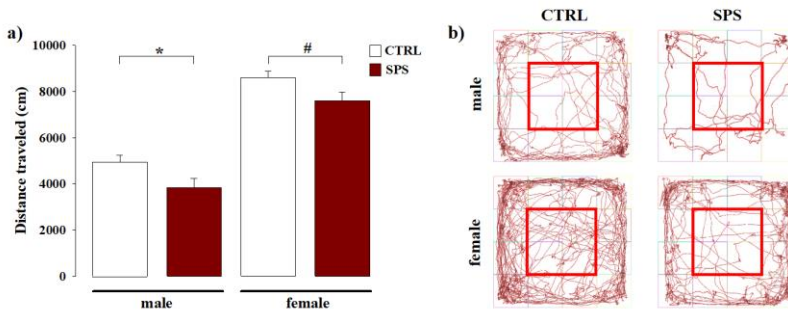 a)
Distance traveled (cm)
10000
8000
6000
4000
2000
0
*
#
CTRL
SPS
male
female
b)
CTRL
SPS
male
female